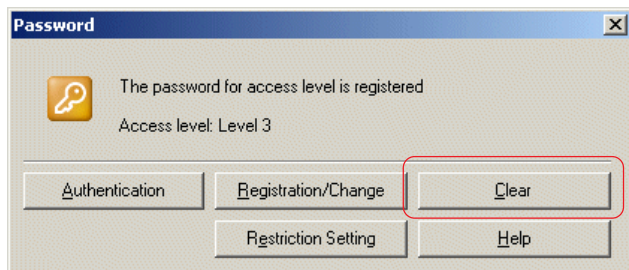 Password
The password for access level is registered
Access level: Level 3
Authentication Registration/Change Clear
Restriction Setting Help